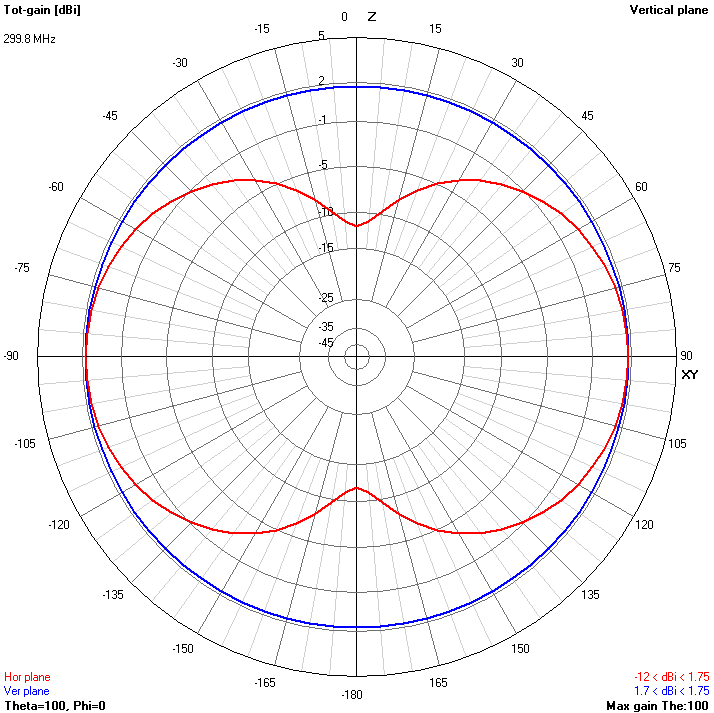 Tot-gain [dBi]
0 Z
Vertical plane
299.8 MHz
-15
5
15
-30
30
-45
2
45
-1
-60
-5
60
-10
-75
-15
75
-25
-35
-45
-90
90
XY
-105
105
-120
120
-135
135
-150
150
-165
165
-180
Hor plane
-12 < dBi < 1.75
Ver plane
1.7 < dBi < 1.75
Theta=100, Phi=0
Max gain The:100